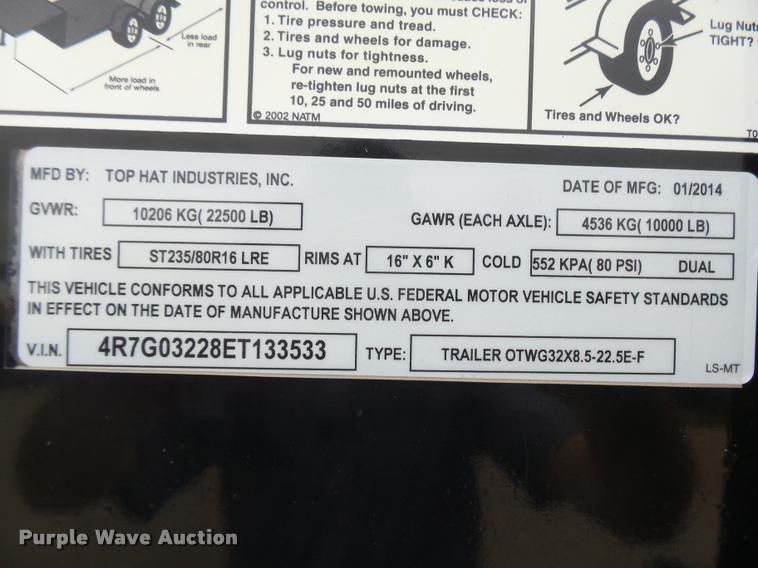 Less load
in rear
More load in
front of wheels
control. Before towing, you must CHECK:
1. Tire pressure and tread.
2. Tires and wheels for damage.
3. Lug nuts for tightness.
For new and remounted wheels,
re-tighten lug nuts at the first
10, 25 and 50 miles of driving.
© 2002 NATM
Lug Nuts
TIGHT?
Tires and Wheels OK?
MFD BY: TOP HAT INDUSTRIES, INC.
DATE OF MFG: 01/2014
GVWR: 10206 KG( 22500 LB)
GAWR (EACH AXLE): 4536 KG( 10000 LB)
WITH TIRES ST235/80R16 LRE RIMS AT 16" X 6" K COLD 552 KPA( 80 PSI) DUAL
THIS VEHICLE CONFORMS TO ALL APPLICABLE U.S. FEDERAL MOTOR VEHICLE SAFETY STANDARDS
IN EFFECT ON THE DATE OF MANUFACTURE SHOWN ABOVE.
V.I.N. 4R7G03228ET133533 TYPE: TRAILER OTWG32X8.5-22.5E-F
LS-MT
Purple Wave Auction